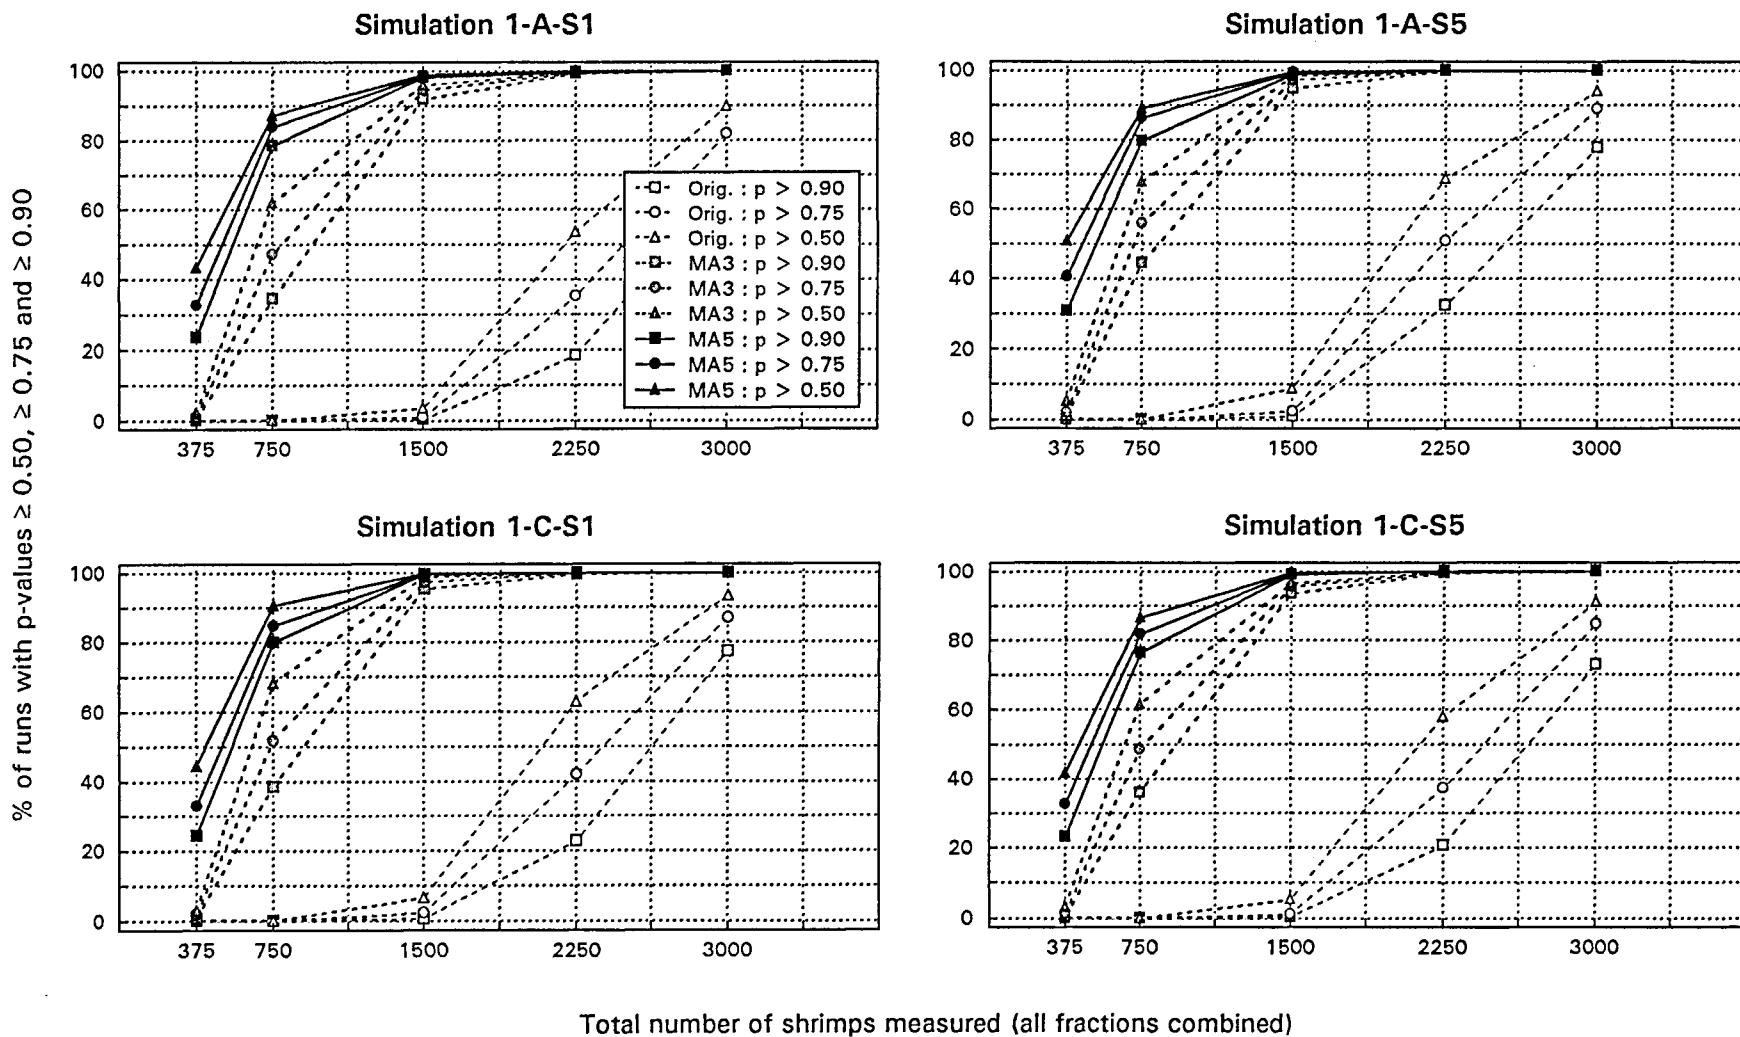 Simulation 1-A-S1
Simulation 1-A-S5
% of runs with p-values ≥ 0.50, ≥ 0.75 and ≥ 0.90
100
80
60
40
20
0
375 750 1500 2250 3000
Orig. : p > 0.90
Orig. : p > 0.75
Orig. : p > 0.50
MA3 : p > 0.90
MA3 : p > 0.75
MA3 : p > 0.50
MA5 : p > 0.90
MA5 : p > 0.75
MA5 : p > 0.50
100
80
60
40
20
0
375 750 1500 2250 3000
Simulation 1-C-S1
Simulation 1-C-S5
100
80
60
40
20
0
375 750 1500 2250 3000
100
80
60
40
20
0
375 750 1500 2250 3000
Total number of shrimps measured (all fractions combined)